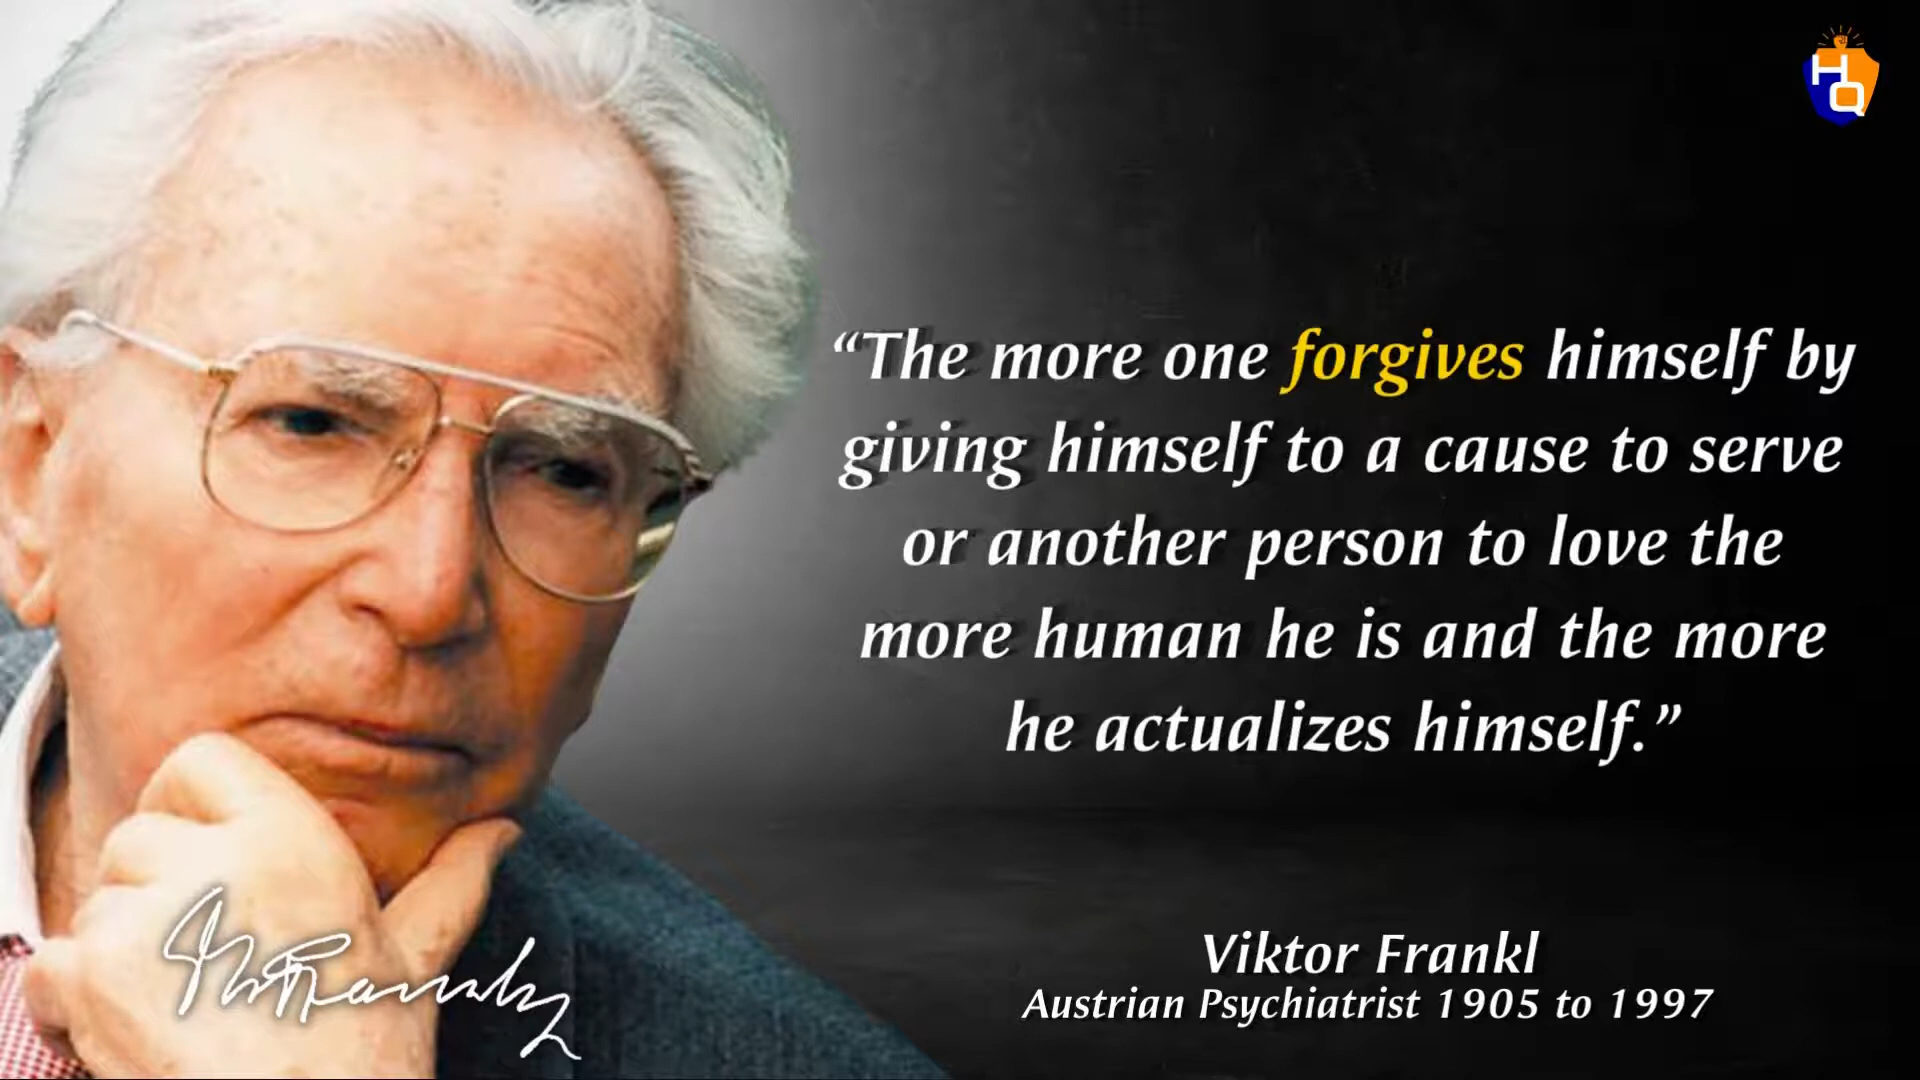 HQ
“The more one forgives himself by
giving himself to a cause to serve
or another person to love the
more human he is and the more
he actualizes himself.”
Viktor Frankl
Austrian Psychiatrist 1905 to 1997